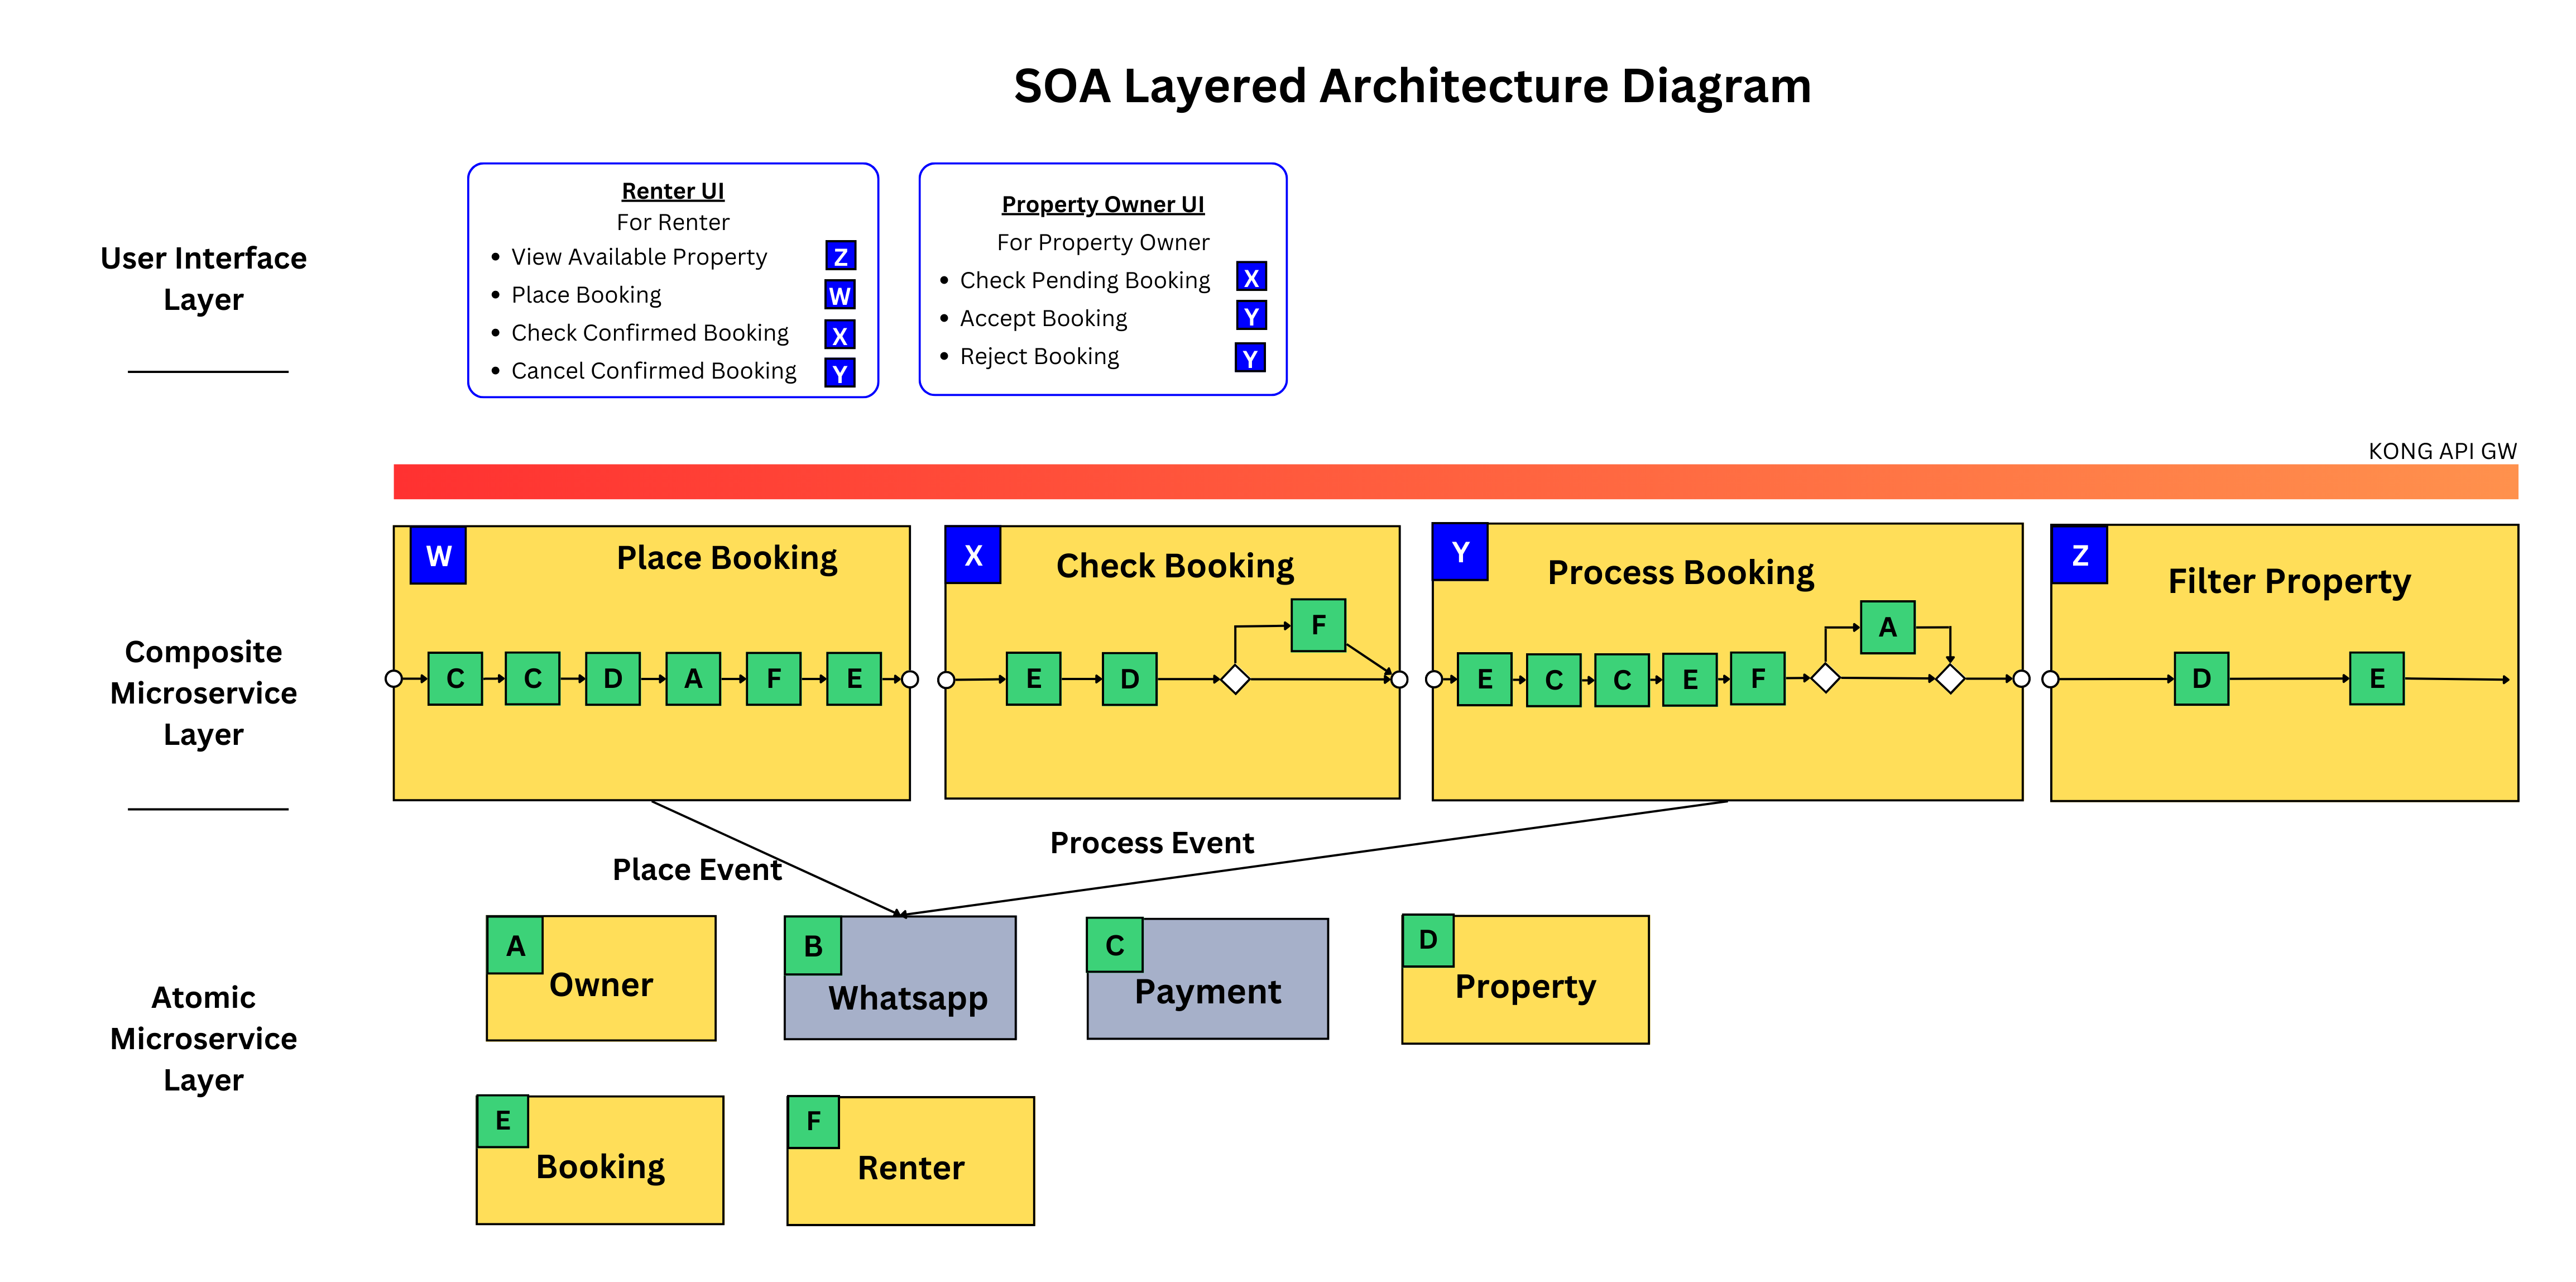 SOA Layered Architecture Diagram
User Interface
Layer
Renter UI
For Renter
View Available Property Z
Place Booking W
Check Confirmed Booking X
Cancel Confirmed Booking Y
Property Owner UI
For Property Owner
Check Pending Booking X
Accept Booking Y
Reject Booking Y
KONG API GW
Composite
Microservice
Layer
W Place Booking
C C D A F E
X Check Booking
E D F
Y Process Booking
E C C E F A
Z Filter Property
D E
Place Event
Process Event
Atomic
Microservice
Layer
A
Owner
B
Whatsapp
C
Payment
D
Property
E
Booking
F
Renter